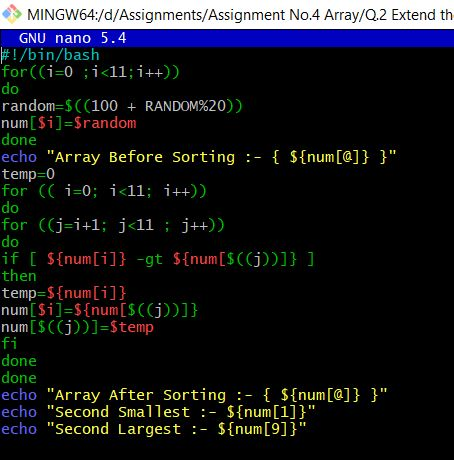 MINGW64:/d/Assignments/Assignment No.4 Array/Q.2 Extend th
GNU nano 5.4
#!/bin/bash
for((i=0 ;i<11;i++))
do
random=$((100 + RANDOM%20))
num[$i]=$random
done
echo "Array Before Sorting :- { ${num[@]} }"
temp=0
for (( i=0; i<11; i++))
do
for ((j=i+1; j<11 ; j++))
do
if [ ${num[i]} -gt ${num[$((j))]} ]
then
temp=${num[i]}
num[$i]=${num[$((j))]}
num[$((j))]=$temp
fi
done
done
echo "Array After Sorting :- { ${num[@]} }"
echo "Second Smallest :- ${num[1]}"
echo "Second Largest :- ${num[9]}"